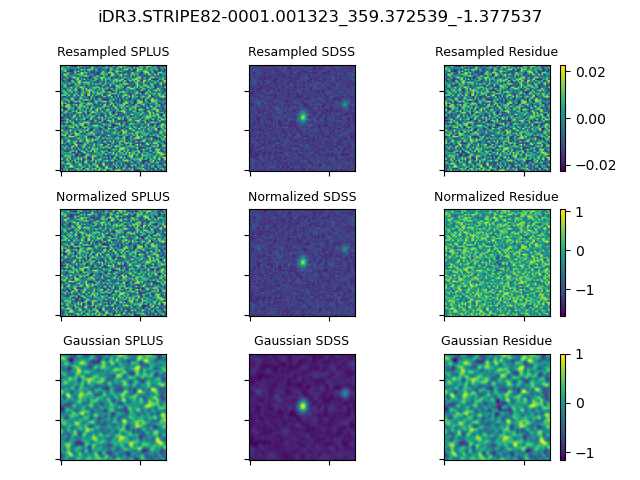 iDR3.STRIPE82-0001.001323_359.372539_-1.377537
Resampled SPLUS
Resampled SDSS
Resampled Residue
0.02
0.00
−0.02
Normalized SPLUS
Normalized SDSS
Normalized Residue
1
0
−1
Gaussian SPLUS
Gaussian SDSS
Gaussian Residue
1
0
−1